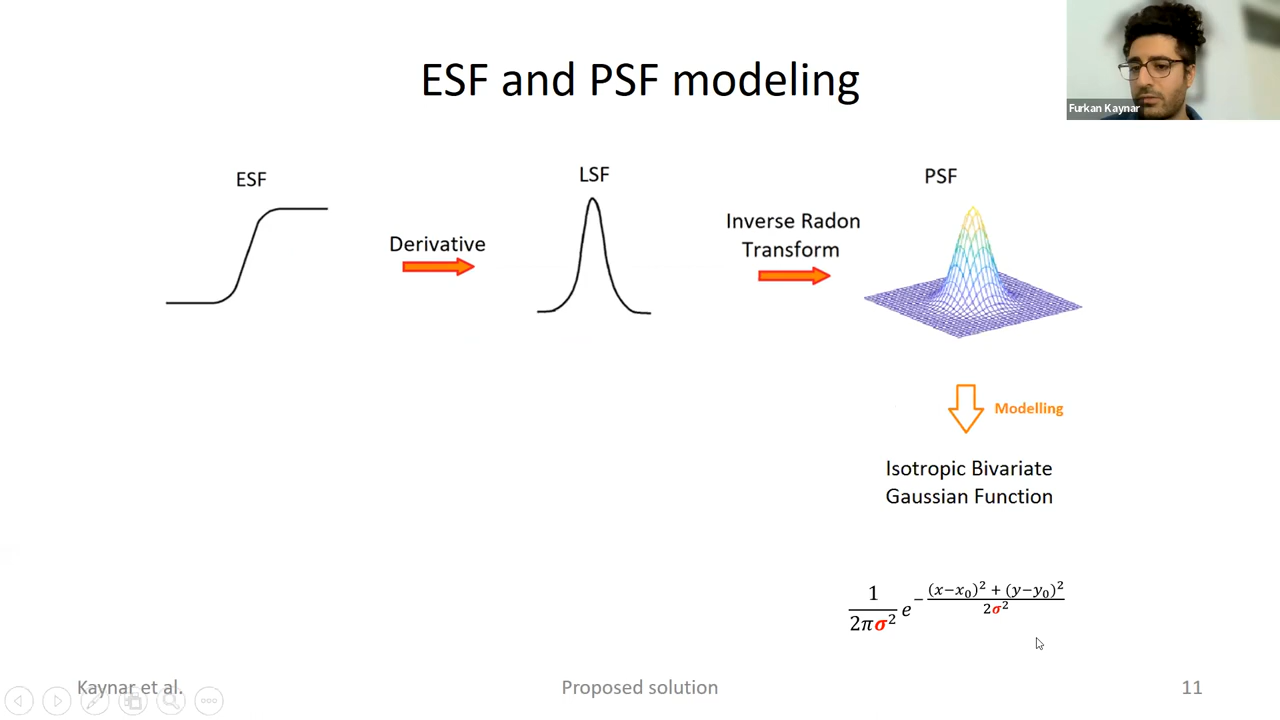 ESF and PSF modeling
Furkan Kaynar
ESF
LSF
PSF
Derivative
Inverse Radon
Transform
Modelling
Isotropic Bivariate
Gaussian Function
1/(2πσ²) e^(−((x−x₀)² + (y−y₀)²)/(2σ²))
Kaynar et al.
Proposed solution
11